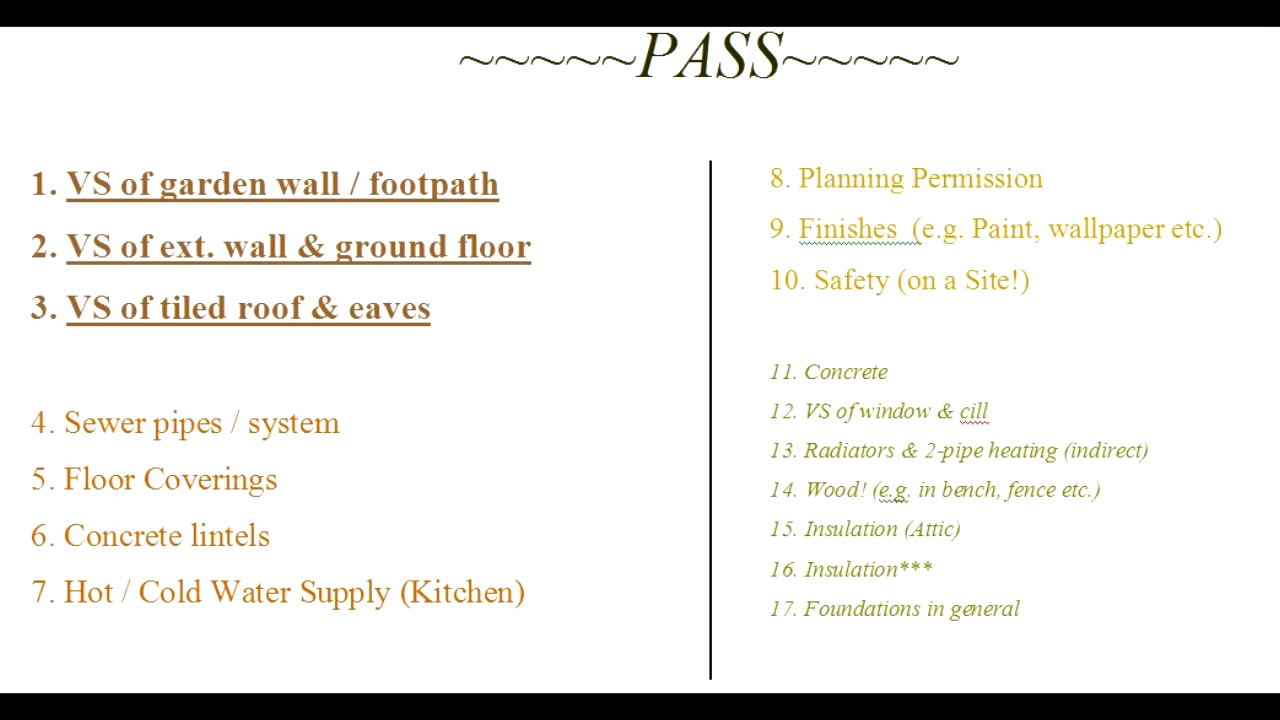 ~~~~~PASS~~~~~
1. VS of garden wall / footpath
2. VS of ext. wall & ground floor
3. VS of tiled roof & eaves
4. Sewer pipes / system
5. Floor Coverings
6. Concrete lintels
7. Hot / Cold Water Supply (Kitchen)
8. Planning Permission
9. Finishes  (e.g. Paint, wallpaper etc.)
10. Safety (on a Site!)
11. Concrete
12. VS of window & cill
13. Radiators & 2-pipe heating (indirect)
14. Wood! (e.g. in bench, fence etc.)
15. Insulation (Attic)
16. Insulation***
17. Foundations in general